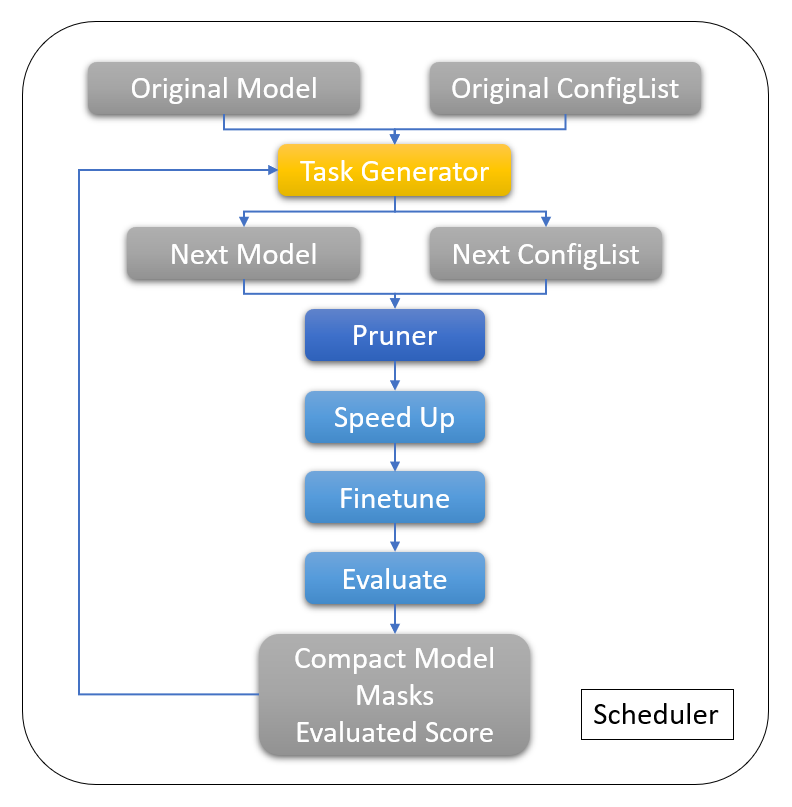 Original Model
Original ConfigList
Task Generator
Next Model
Next ConfigList
Pruner
Speed Up
Finetune
Evaluate
Compact Model
Masks
Evaluated Score
Scheduler